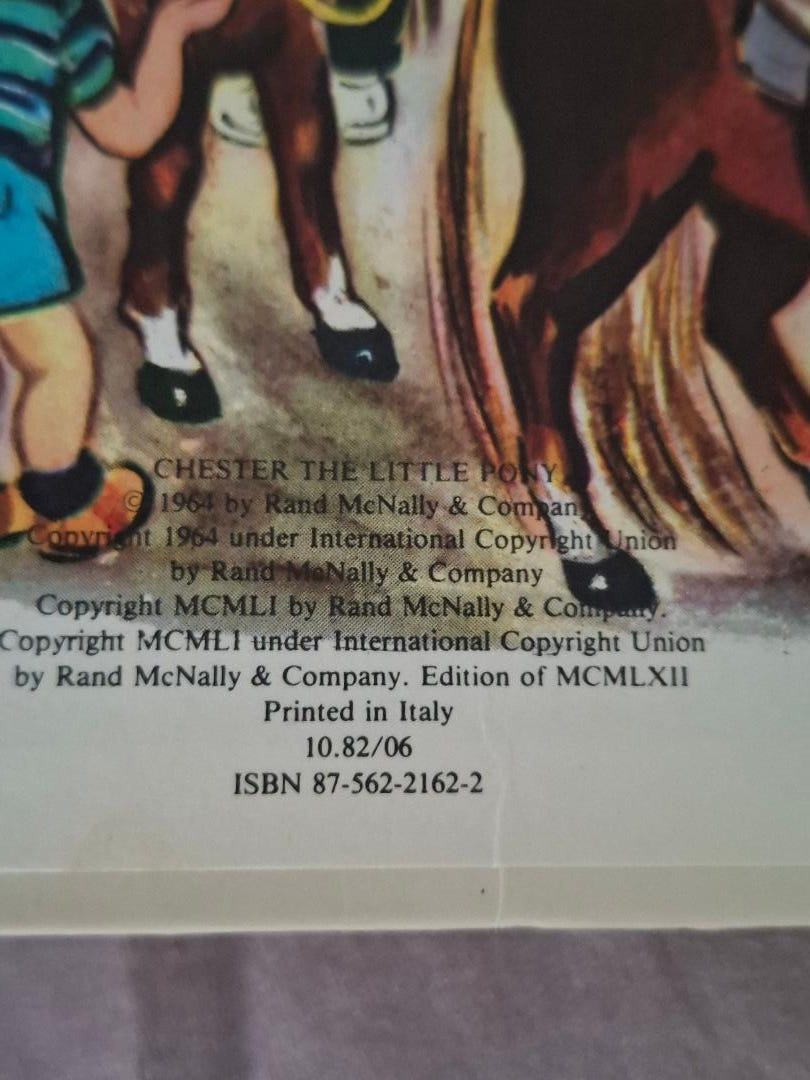 CHESTER THE LITTLE PONY
© 1964 by Rand McNally & Company
Copyright 1964 under International Copyright Union
by Rand McNally & Company
Copyright MCMLI by Rand McNally & Company.
Copyright MCMLI under International Copyright Union
by Rand McNally & Company. Edition of MCMLXII
Printed in Italy
10.82/06
ISBN 87-562-2162-2